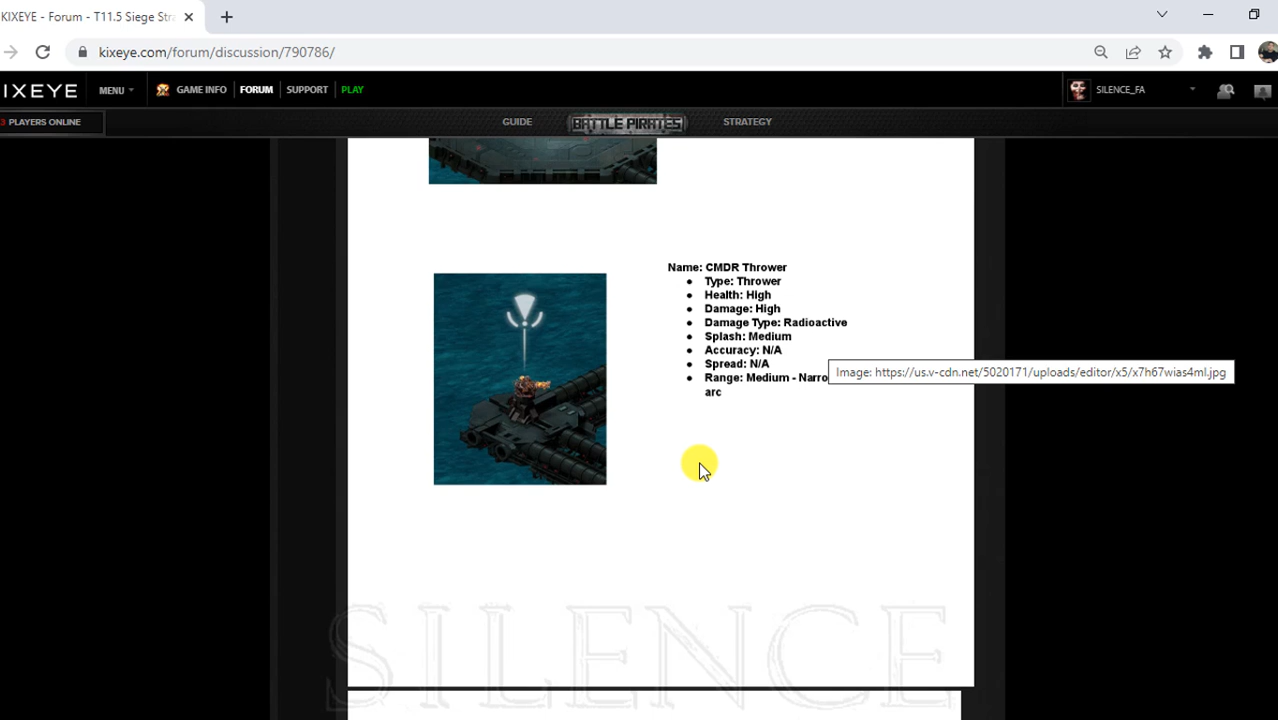 KIXEYE - Forum - T11.5 Siege Stra
kixeye.com/forum/discussion/790786/
IXEYE MENU GAME INFO FORUM SUPPORT PLAY SILENCE_FA
3 PLAYERS ONLINE GUIDE BATTLE PIRATES STRATEGY
Name: CMDR Thrower
● Type: Thrower
● Health: High
● Damage: High
● Damage Type: Radioactive
● Splash: Medium
● Accuracy: N/A
● Spread: N/A
● Range: Medium - Narro
arc
Image: https://us.v-cdn.net/5020171/uploads/editor/x5/x7h67wias4ml.jpg
SILENCE